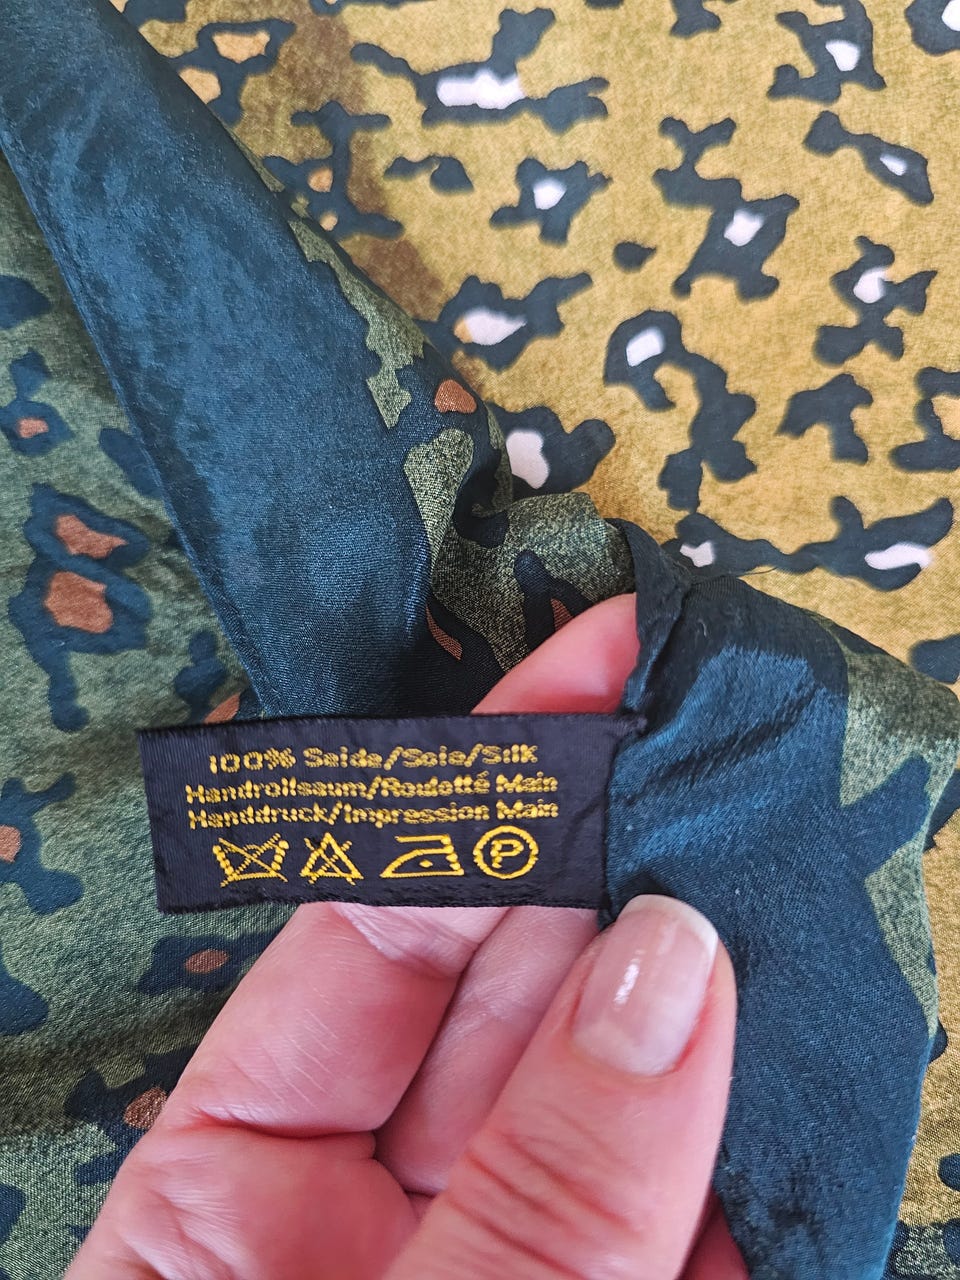 100% Seide/Soie/Silk
Handrollsaum/Roulotté Main
Handdruck/Impression Main
P